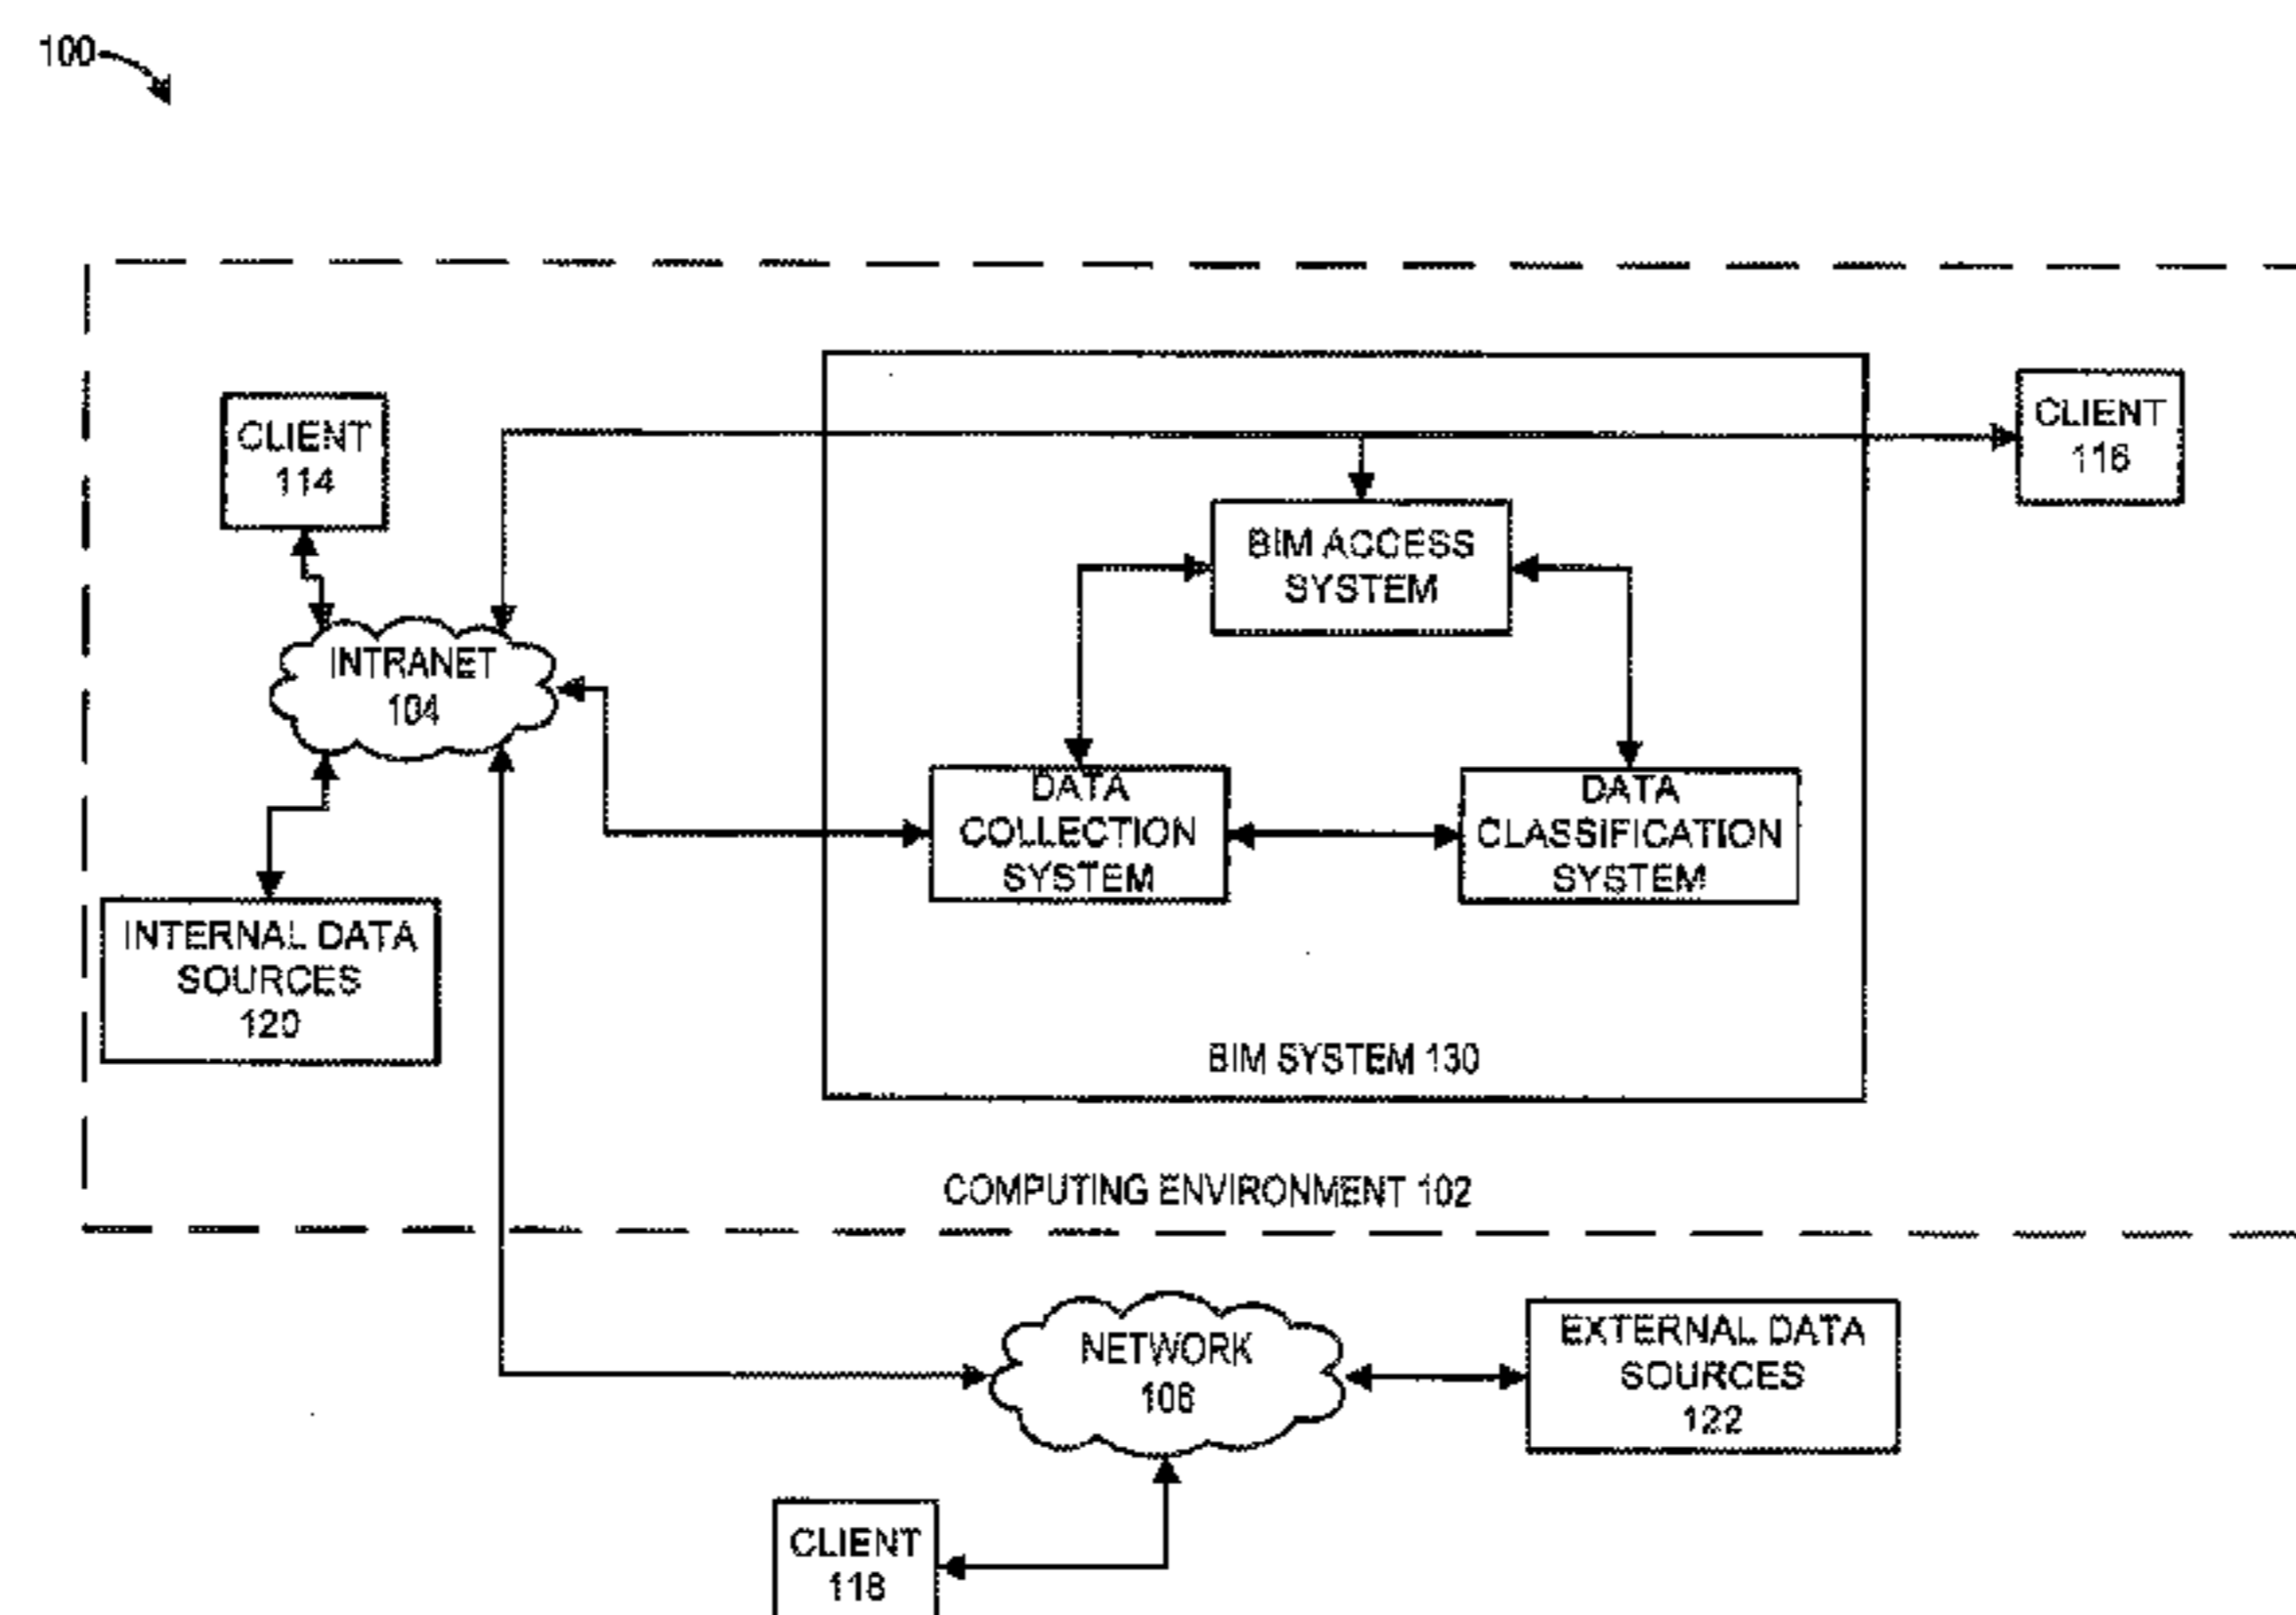 100
CLIENT
114
CLIENT
116
BIM ACCESS
SYSTEM
INTRANET
104
DATA
COLLECTION
SYSTEM
DATA
CLASSIFICATION
SYSTEM
INTERNAL DATA
SOURCES
120
BIM SYSTEM 130
COMPUTING ENVIRONMENT 102
NETWORK
106
EXTERNAL DATA
SOURCES
122
CLIENT
118